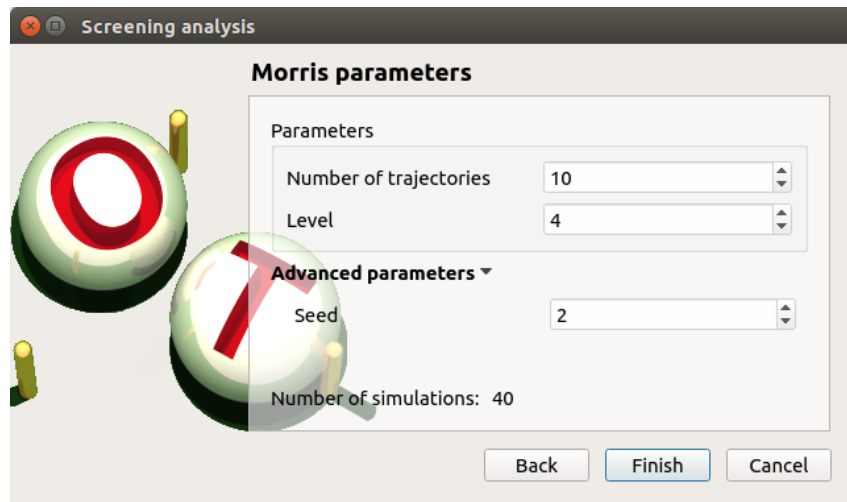 Screening analysis
Morris parameters
Parameters
Number of trajectories 10
Level 4
Advanced parameters
Seed 2
Number of simulations: 40
Back Finish Cancel
O
T